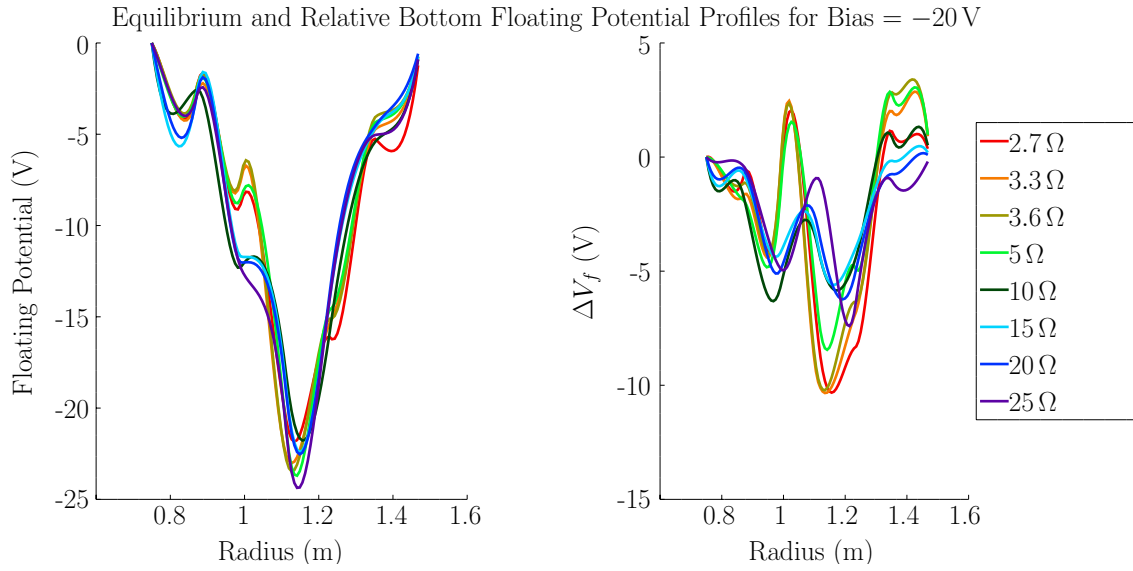 Equilibrium and Relative Bottom Floating Potential Profiles for Bias = −20 V
Floating Potential (V)
0
-5
-10
-15
-20
-25
0.8 1 1.2 1.4 1.6
Radius (m)
ΔV_f (V)
5
0
-5
-10
-15
0.8 1 1.2 1.4 1.6
Radius (m)
2.7 Ω
3.3 Ω
3.6 Ω
5 Ω
10 Ω
15 Ω
20 Ω
25 Ω